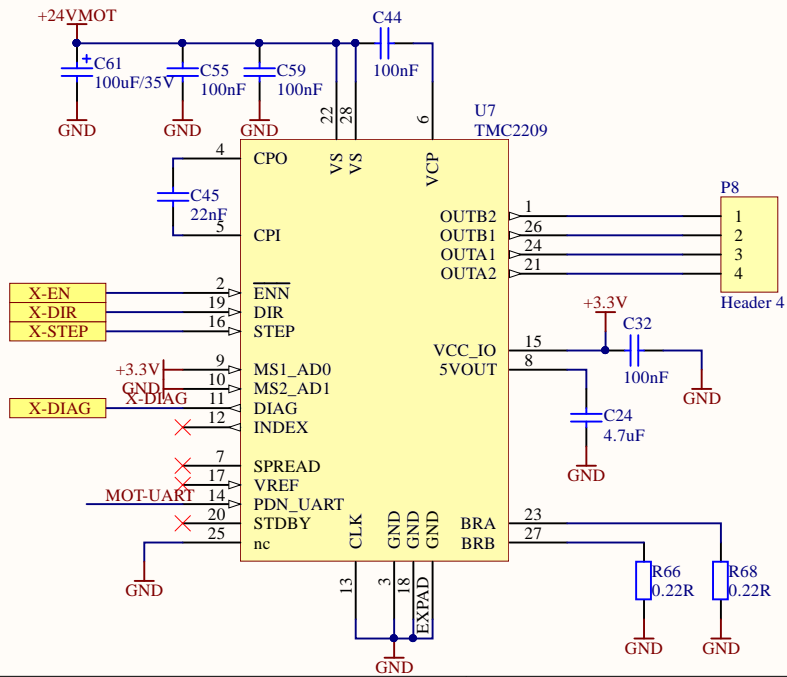 +24VMOT
C44
100nF
C61
100uF/35V
C55
100nF
C59
100nF
GND
GND
GND
22
28
6
U7
TMC2209
VS
VS
VCP
4
CPO
C45
22nF
5
CPI
P8
OUTB2
1
1
OUTB1
26
2
OUTA1
24
3
OUTA2
21
4
Header 4
X-EN
2
ENN
X-DIR
19
DIR
X-STEP
16
STEP
+3.3V
C32
100nF
GND
VCC_IO
15
5VOUT
8
C24
4.7uF
GND
+3.3V
9
MS1_AD0
GND
10
MS2_AD1
X-DIAG
X-DIAG
11
DIAG
12
INDEX
7
SPREAD
17
VREF
MOT-UART
14
PDN_UART
20
STDBY
25
nc
GND
CLK
GND
GND
GND
BRA
23
BRB
27
13
3
18
EXPAD
GND
R66
0.22R
R68
0.22R
GND
GND